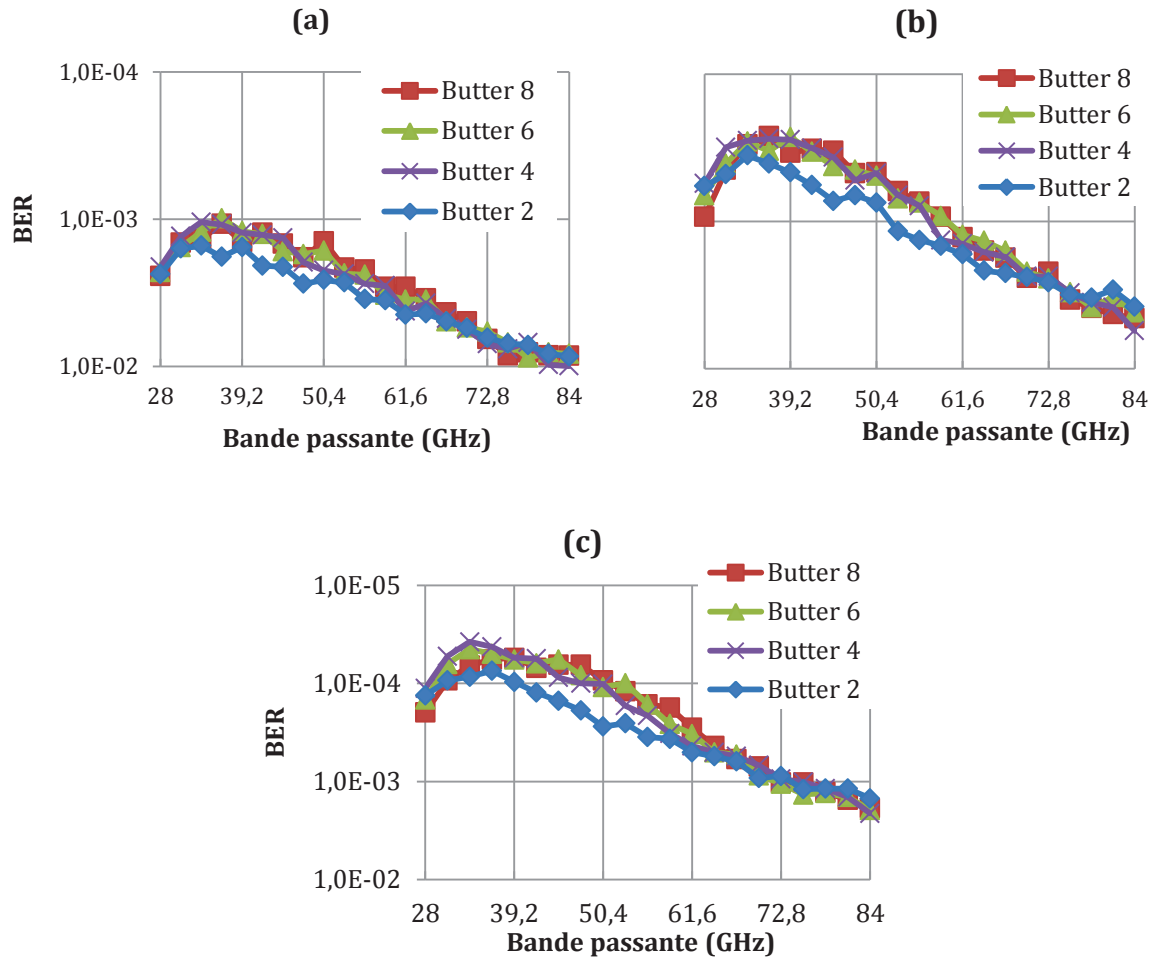 (a)
1,0E-04
1,0E-03
1,0E-02
BER
28 39,2 50,4 61,6 72,8 84
Bande passante (GHz)
Butter 8
Butter 6
Butter 4
Butter 2
(b)
Butter 8
Butter 6
Butter 4
Butter 2
28 39,2 50,4 61,6 72,8 84
Bande passante (GHz)
(c)
1,0E-05
1,0E-04
1,0E-03
1,0E-02
BER
28 39,2 50,4 61,6 72,8 84
Bande passante (GHz)
Butter 8
Butter 6
Butter 4
Butter 2